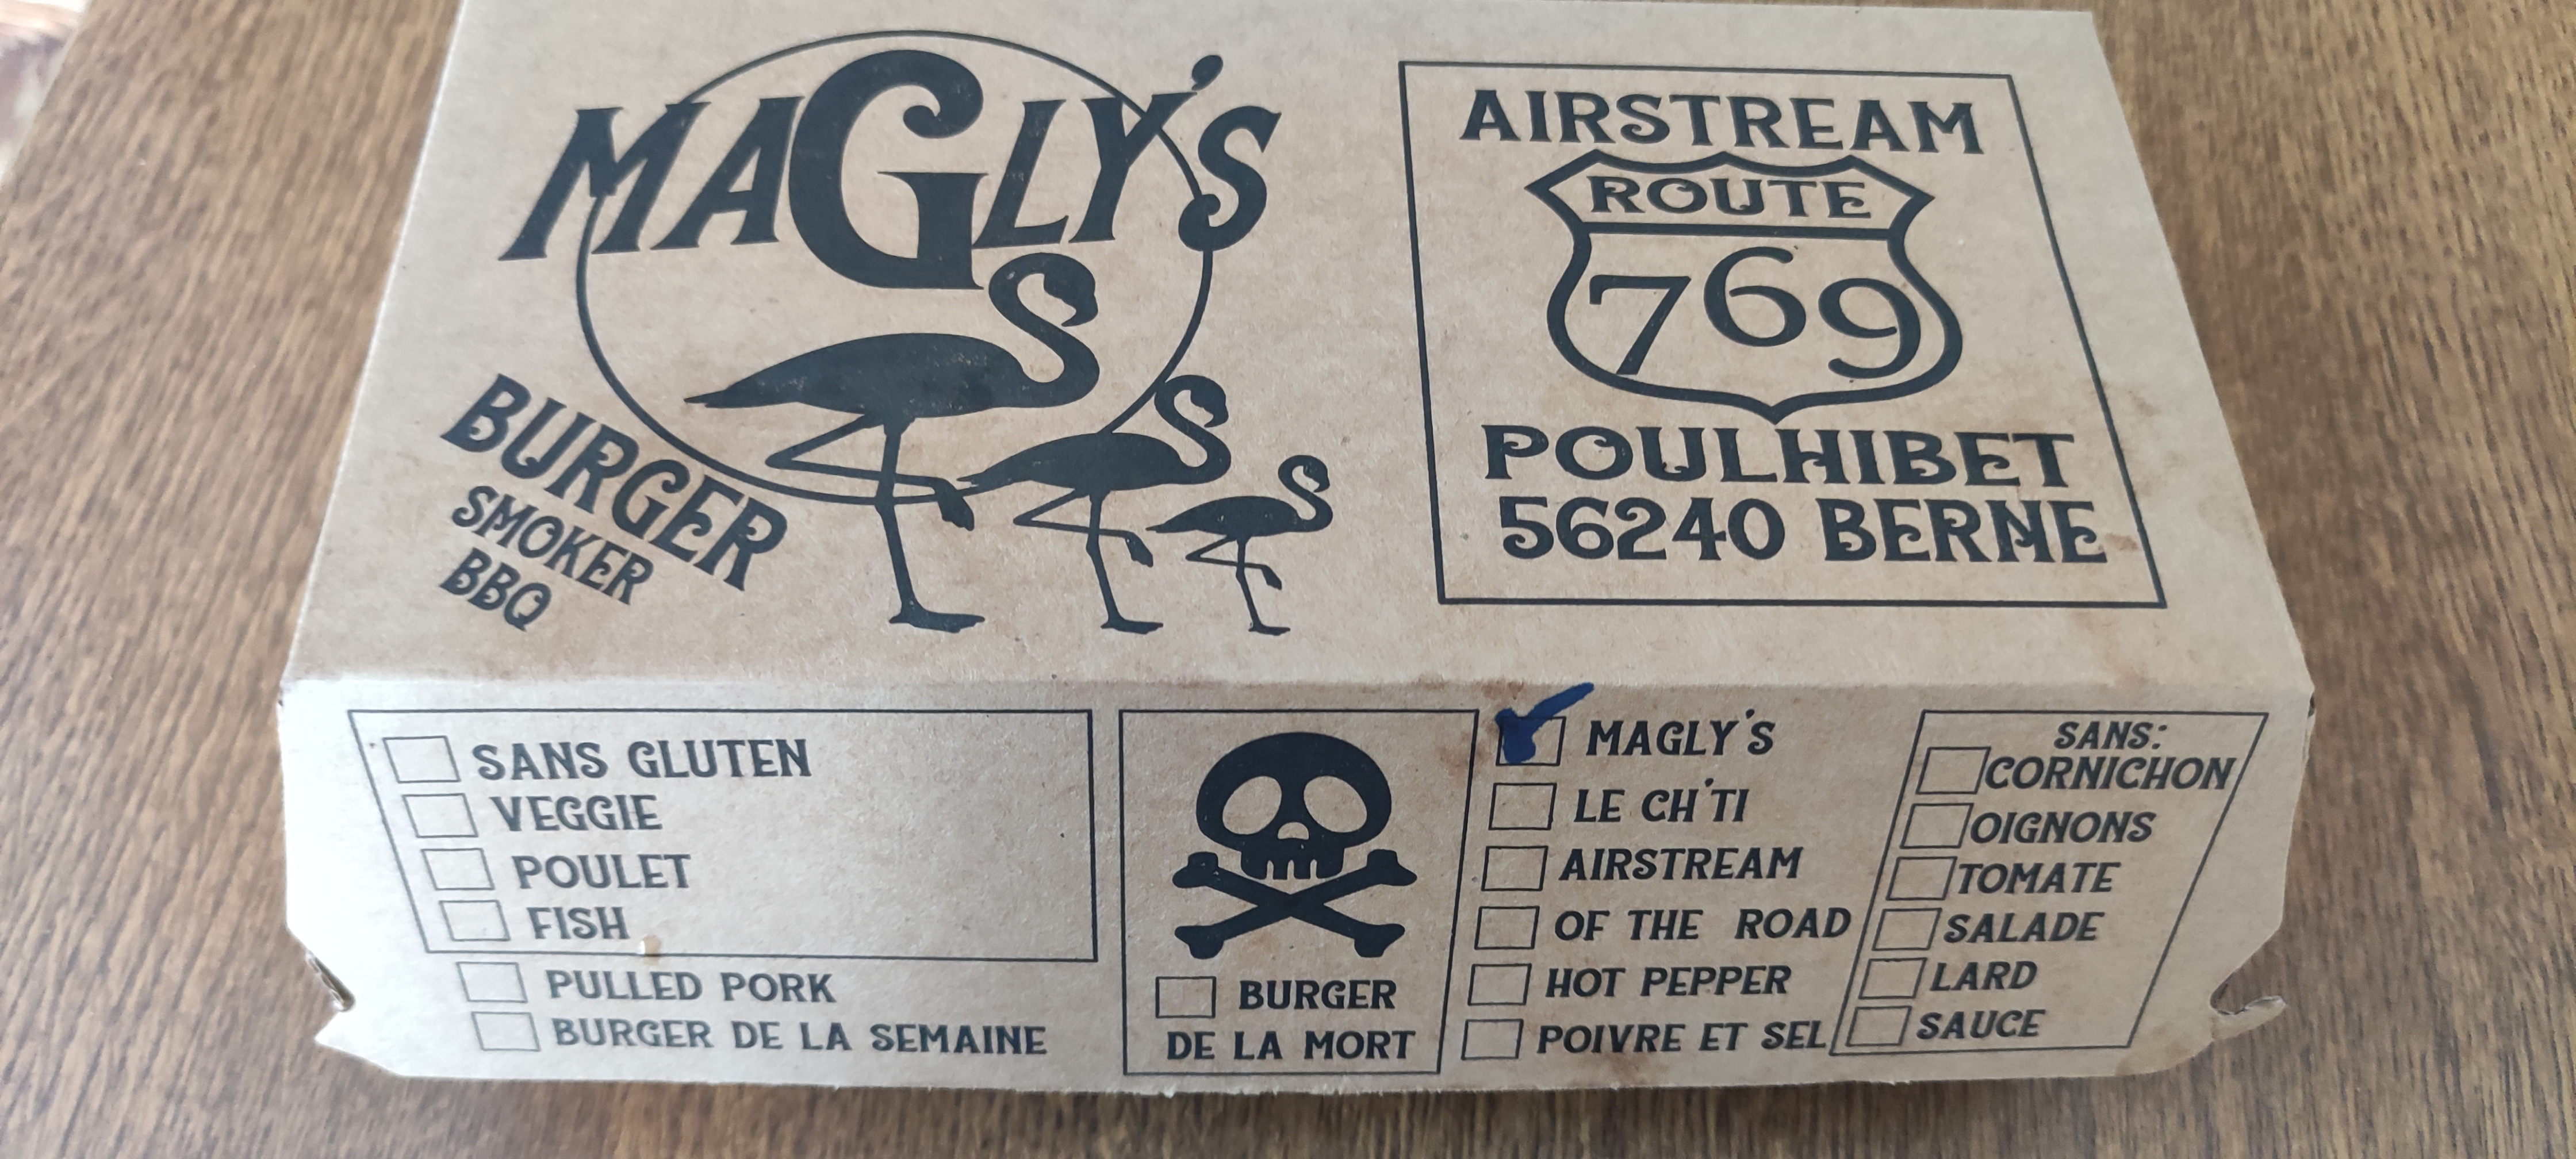 MAGLY'S
BURGER
SMOKER
BBQ
AIRSTREAM
ROUTE
769
POULHIBET
56240 BERNE
SANS GLUTEN
VEGGIE
POULET
FISH
PULLED PORK
BURGER DE LA SEMAINE
BURGER
DE LA MORT
MAGLY'S
LE CH'TI
AIRSTREAM
OF THE ROAD
HOT PEPPER
POIVRE ET SEL
SANS:
CORNICHON
OIGNONS
TOMATE
SALADE
LARD
SAUCE